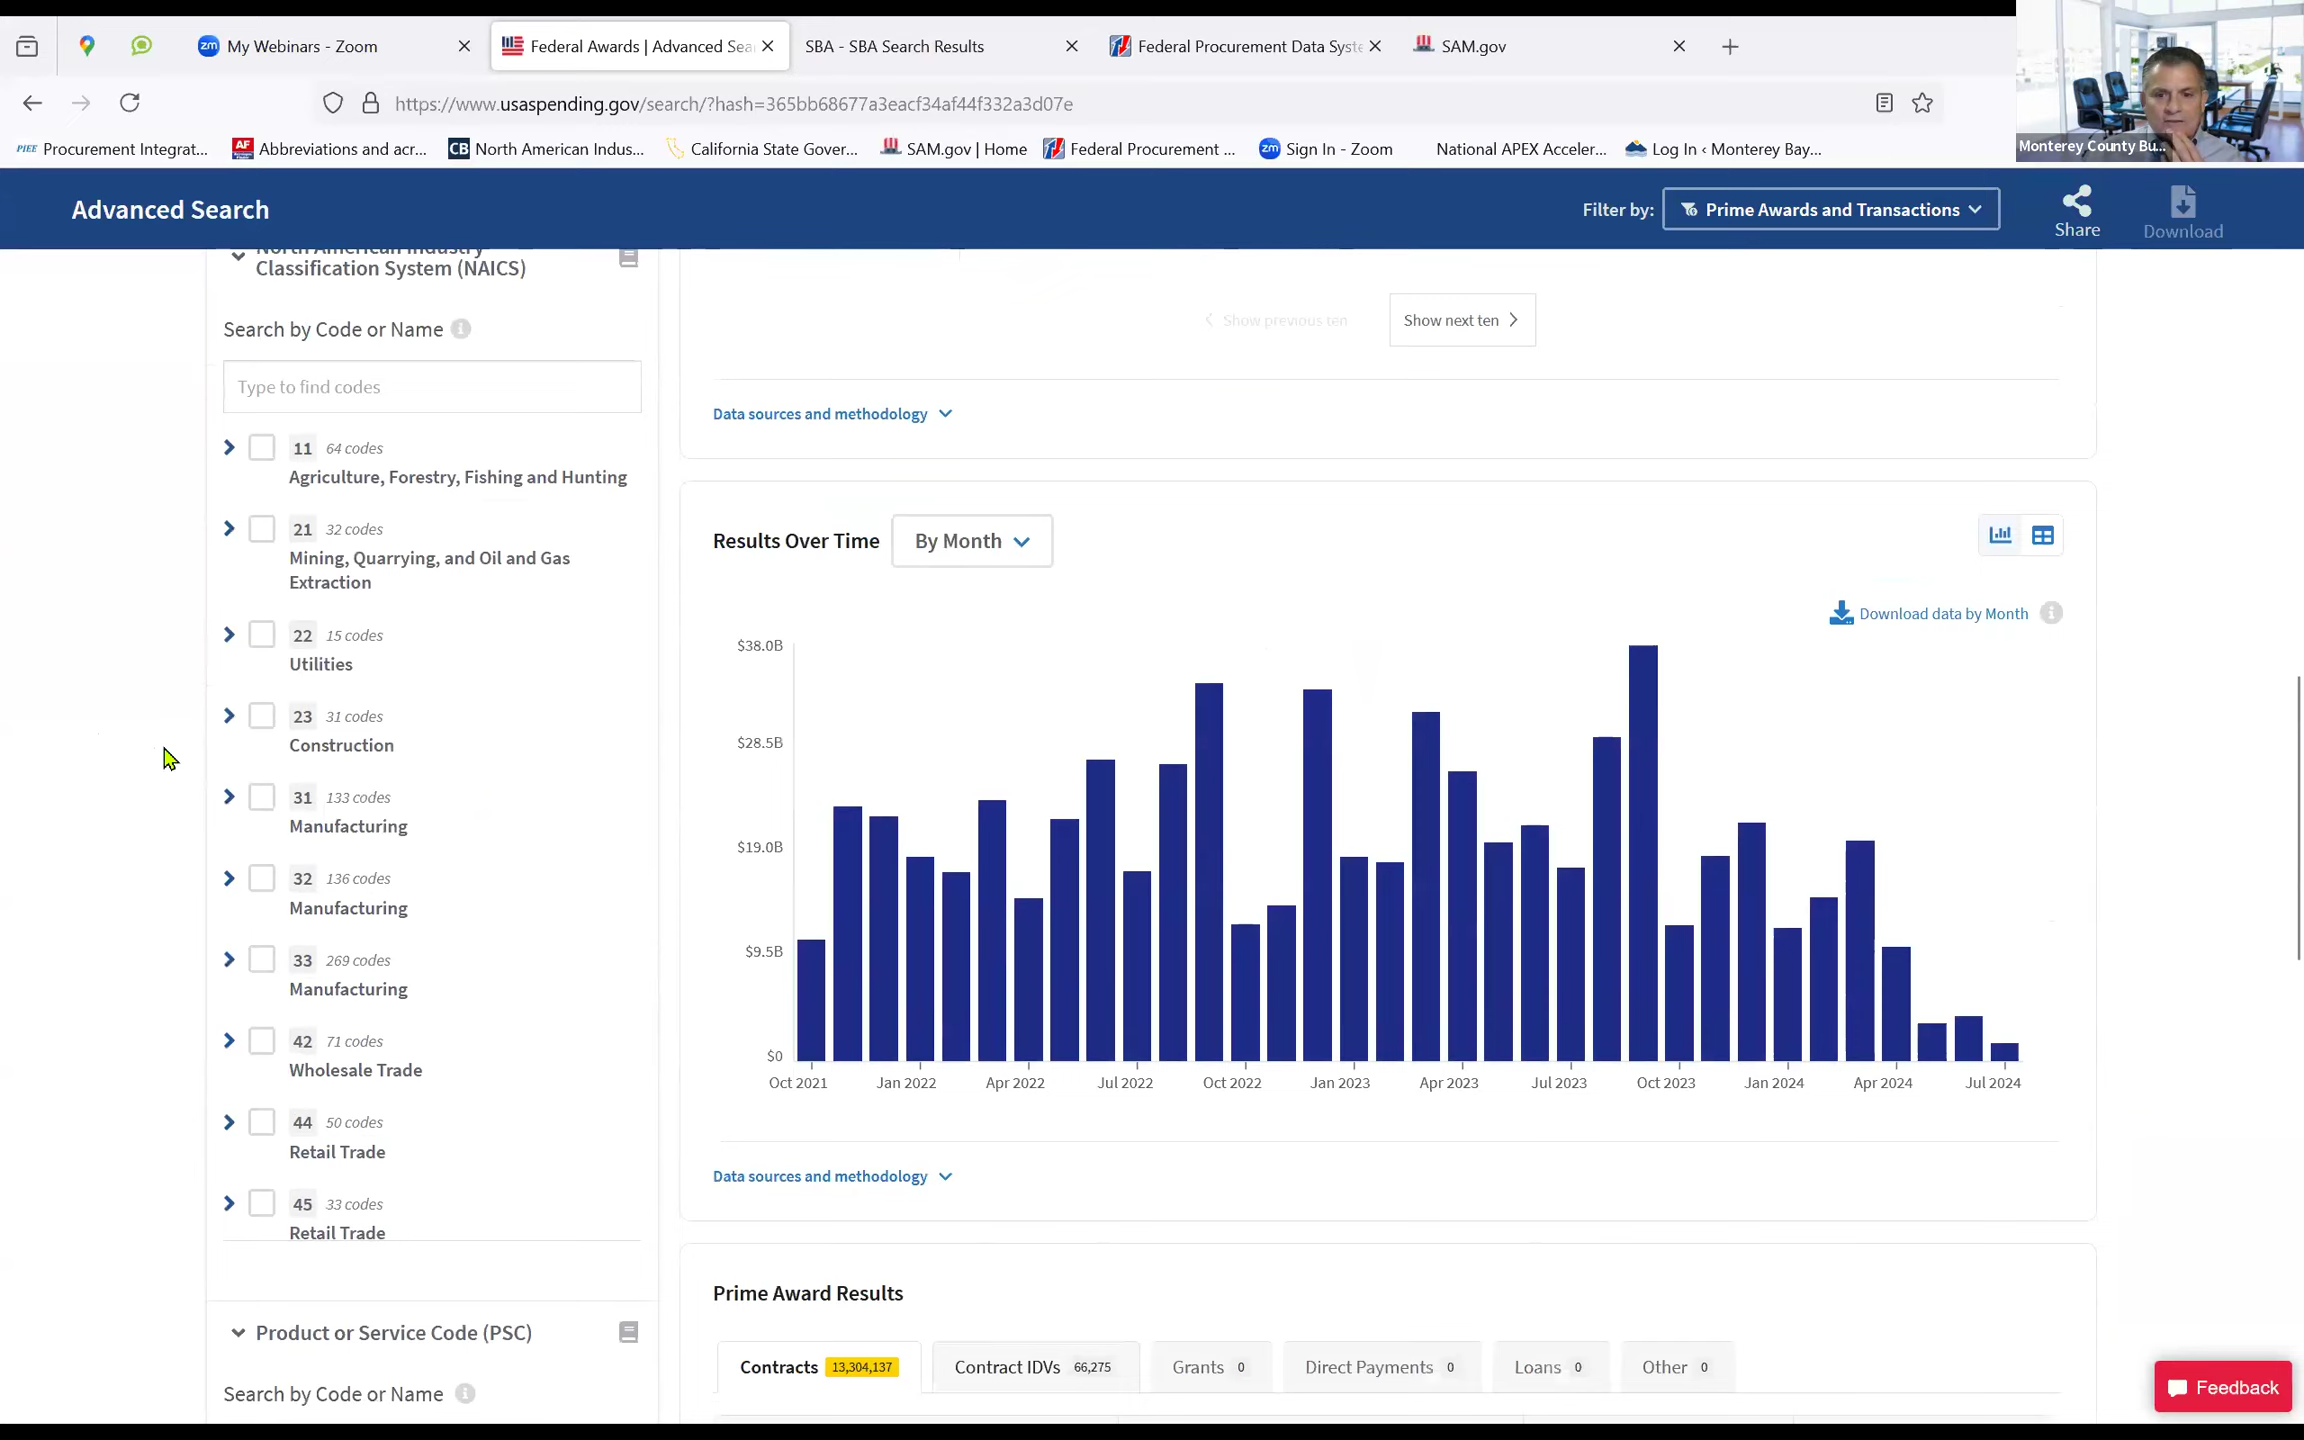 My Webinars - Zoom
Federal Awards | Advanced Sea
SBA - SBA Search Results
Federal Procurement Data Syste
SAM.gov
https://www.usaspending.gov/search/?hash=365bb68677a3eacf34af44f332a3d07e
PIEE Procurement Integrat...
AF Abbreviations and acr...
CB North American Indus...
California State Gover...
SAM.gov | Home
Federal Procurement ...
zm Sign In - Zoom
National APEX Acceler...
Log In ‹ Monterey Bay...
Monterey County Bu...
Advanced Search
Filter by:
Prime Awards and Transactions
Share
Download
North American Industry
Classification System (NAICS)
Search by Code or Name
Type to find codes
11 64 codes
Agriculture, Forestry, Fishing and Hunting
21 32 codes
Mining, Quarrying, and Oil and Gas
Extraction
22 15 codes
Utilities
23 31 codes
Construction
31 133 codes
Manufacturing
32 136 codes
Manufacturing
33 269 codes
Manufacturing
42 71 codes
Wholesale Trade
44 50 codes
Retail Trade
45 33 codes
Retail Trade
Product or Service Code (PSC)
Search by Code or Name
Show previous ten
Show next ten
Data sources and methodology
Results Over Time
By Month
Download data by Month
$38.0B
$28.5B
$19.0B
$9.5B
$0
Oct 2021 Jan 2022 Apr 2022 Jul 2022 Oct 2022 Jan 2023 Apr 2023 Jul 2023 Oct 2023 Jan 2024 Apr 2024 Jul 2024
Data sources and methodology
Prime Award Results
Contracts 13,304,137
Contract IDVs 66,275
Grants 0
Direct Payments 0
Loans 0
Other 0
Feedback